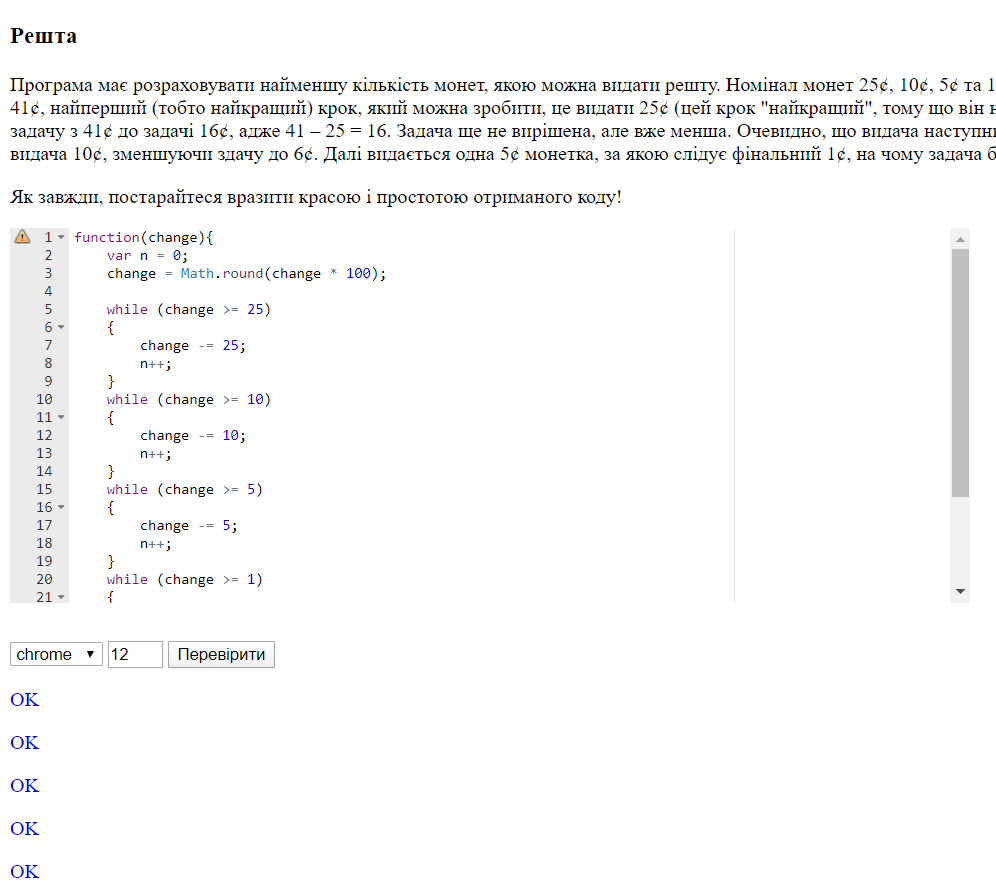 Решта
Програма має розраховувати найменшу кількість монет, якою можна видати решту. Номінал монет 25¢, 10¢, 5¢ та 1
41¢, найперший (тобто найкращий) крок, який можна зробити, це видати 25¢ (цей крок "найкращий", тому що він н
задачу з 41¢ до задачі 16¢, адже 41 – 25 = 16. Задача ще не вирішена, але вже менша. Очевидно, що видача наступн
видача 10¢, зменшуючи здачу до 6¢. Далі видається одна 5¢ монетка, за якою слідує фінальний 1¢, на чому задача б
Як завжди, постарайтеся вразити красою і простотою отриманого коду!
1 function(change){
2 var n = 0;
3 change = Math.round(change * 100);
4
5 while (change >= 25)
6 {
7 change -= 25;
8 n++;
9 }
10 while (change >= 10)
11 {
12 change -= 10;
13 n++;
14 }
15 while (change >= 5)
16 {
17 change -= 5;
18 n++;
19 }
20 while (change >= 1)
21 {
chrome 12 Перевірити
OK
OK
OK
OK
OK